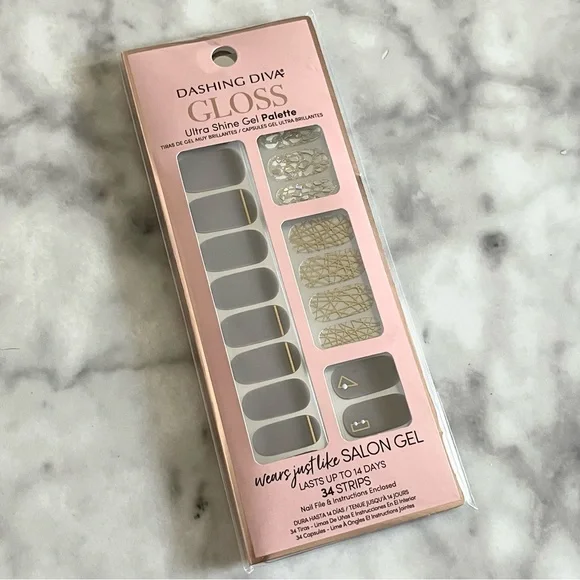 DASHING DIVA®
GLOSS
Ultra Shine Gel Palette
TIRAS DE GEL MUY BRILLANTES / CAPSULES GEL ULTRA BRILLANTES
wears just like SALON GEL
LASTS UP TO 14 DAYS
34 STRIPS
Nail File & Instructions Enclosed
DURA HASTA 14 DÍAS / TENUE JUSQU'À 14 JOURS
34 Tiras - Limas De Uñas E Instrucciones En El Interior
34 Capsules - Lime À Ongles Et Instructions Jointes